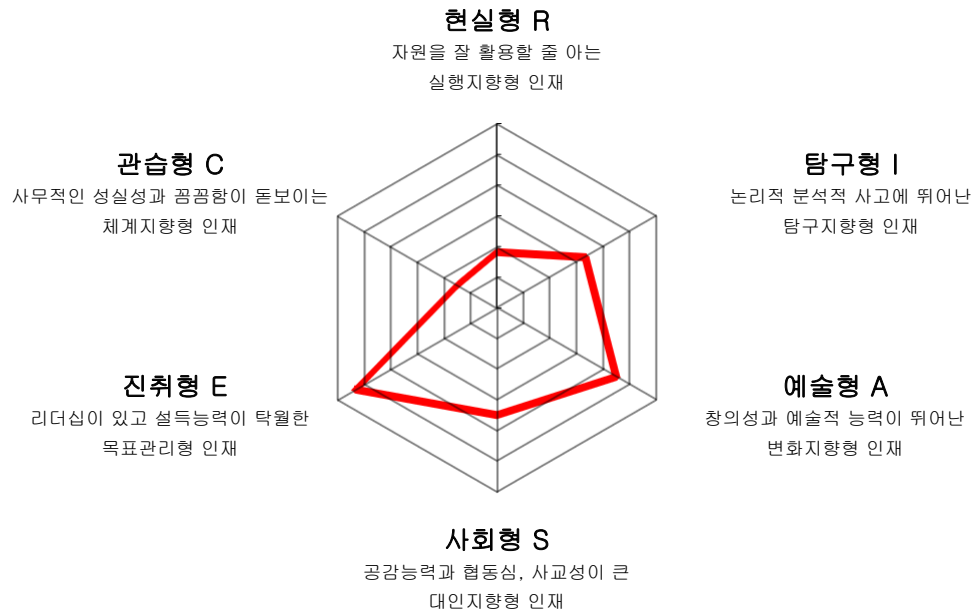 현실형 R
자원을 잘 활용할 줄 아는
실행지향형 인재
관습형 C
사무적인 성실성과 꼼꼼함이 돋보이는
체계지향형 인재
탐구형 I
논리적 분석적 사고에 뛰어난
탐구지향형 인재
진취형 E
리더십이 있고 설득능력이 탁월한
목표관리형 인재
예술형 A
창의성과 예술적 능력이 뛰어난
변화지향형 인재
사회형 S
공감능력과 협동심, 사교성이 큰
대인지향형 인재